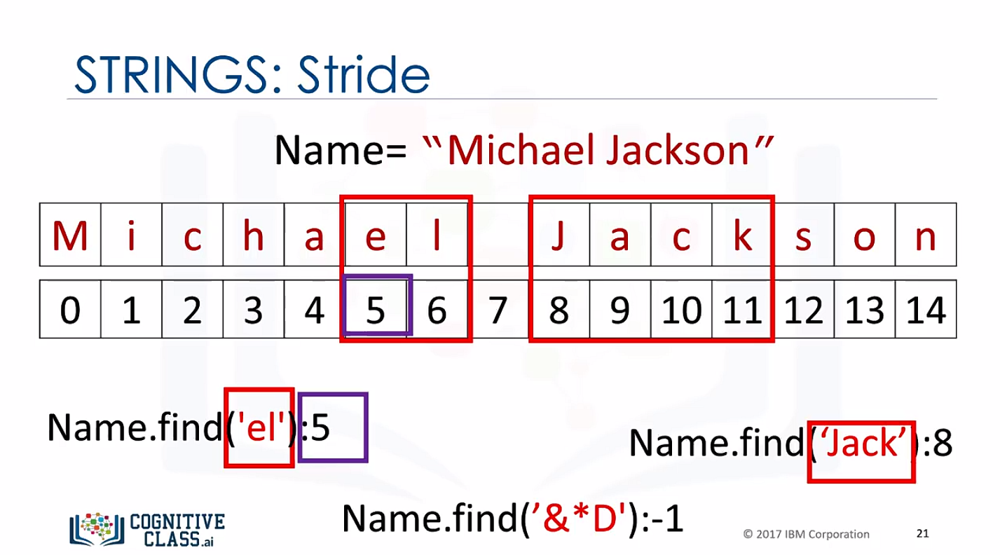 STRINGS: Stride
Name= “Michael Jackson”
M i c h a e l J a c k s o n
0 1 2 3 4 5 6 7 8 9 10 11 12 13 14
Name.find('el'):5
Name.find(‘Jack’):8
Name.find(’&*D'):-1
COGNITIVE
CLASS.ai
© 2017 IBM Corporation
21